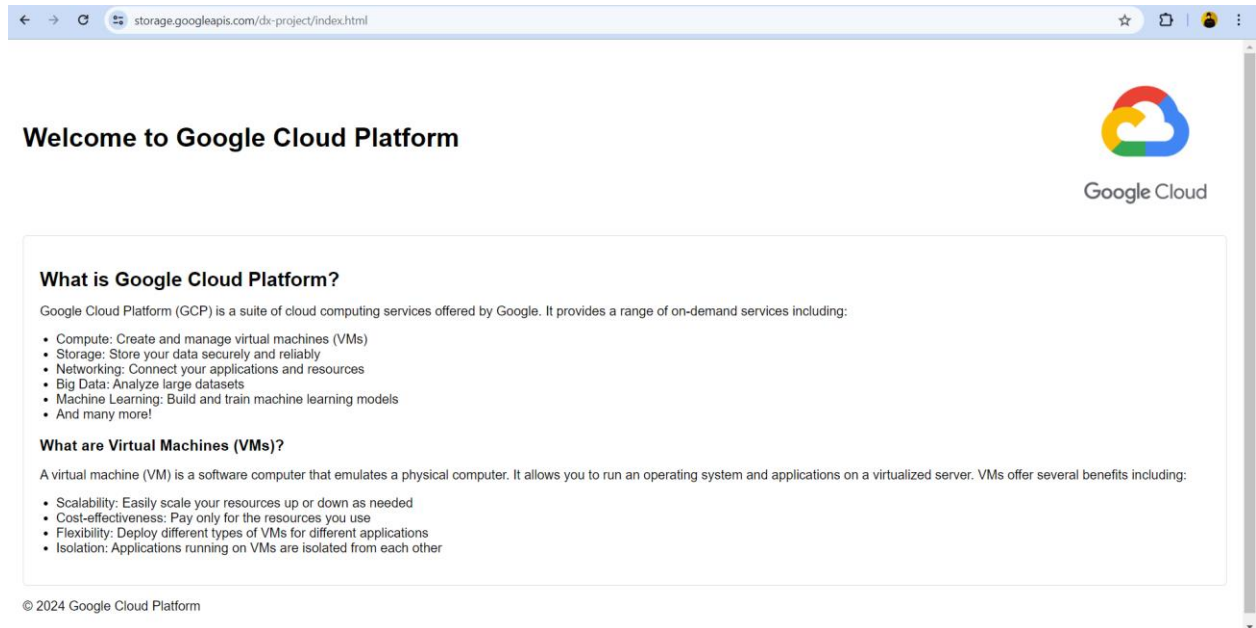 storage.googleapis.com/dx-project/index.html
Welcome to Google Cloud Platform
Google Cloud
What is Google Cloud Platform?
Google Cloud Platform (GCP) is a suite of cloud computing services offered by Google. It provides a range of on-demand services including:
• Compute: Create and manage virtual machines (VMs)
• Storage: Store your data securely and reliably
• Networking: Connect your applications and resources
• Big Data: Analyze large datasets
• Machine Learning: Build and train machine learning models
• And many more!
What are Virtual Machines (VMs)?
A virtual machine (VM) is a software computer that emulates a physical computer. It allows you to run an operating system and applications on a virtualized server. VMs offer several benefits including:
• Scalability: Easily scale your resources up or down as needed
• Cost-effectiveness: Pay only for the resources you use
• Flexibility: Deploy different types of VMs for different applications
• Isolation: Applications running on VMs are isolated from each other
© 2024 Google Cloud Platform